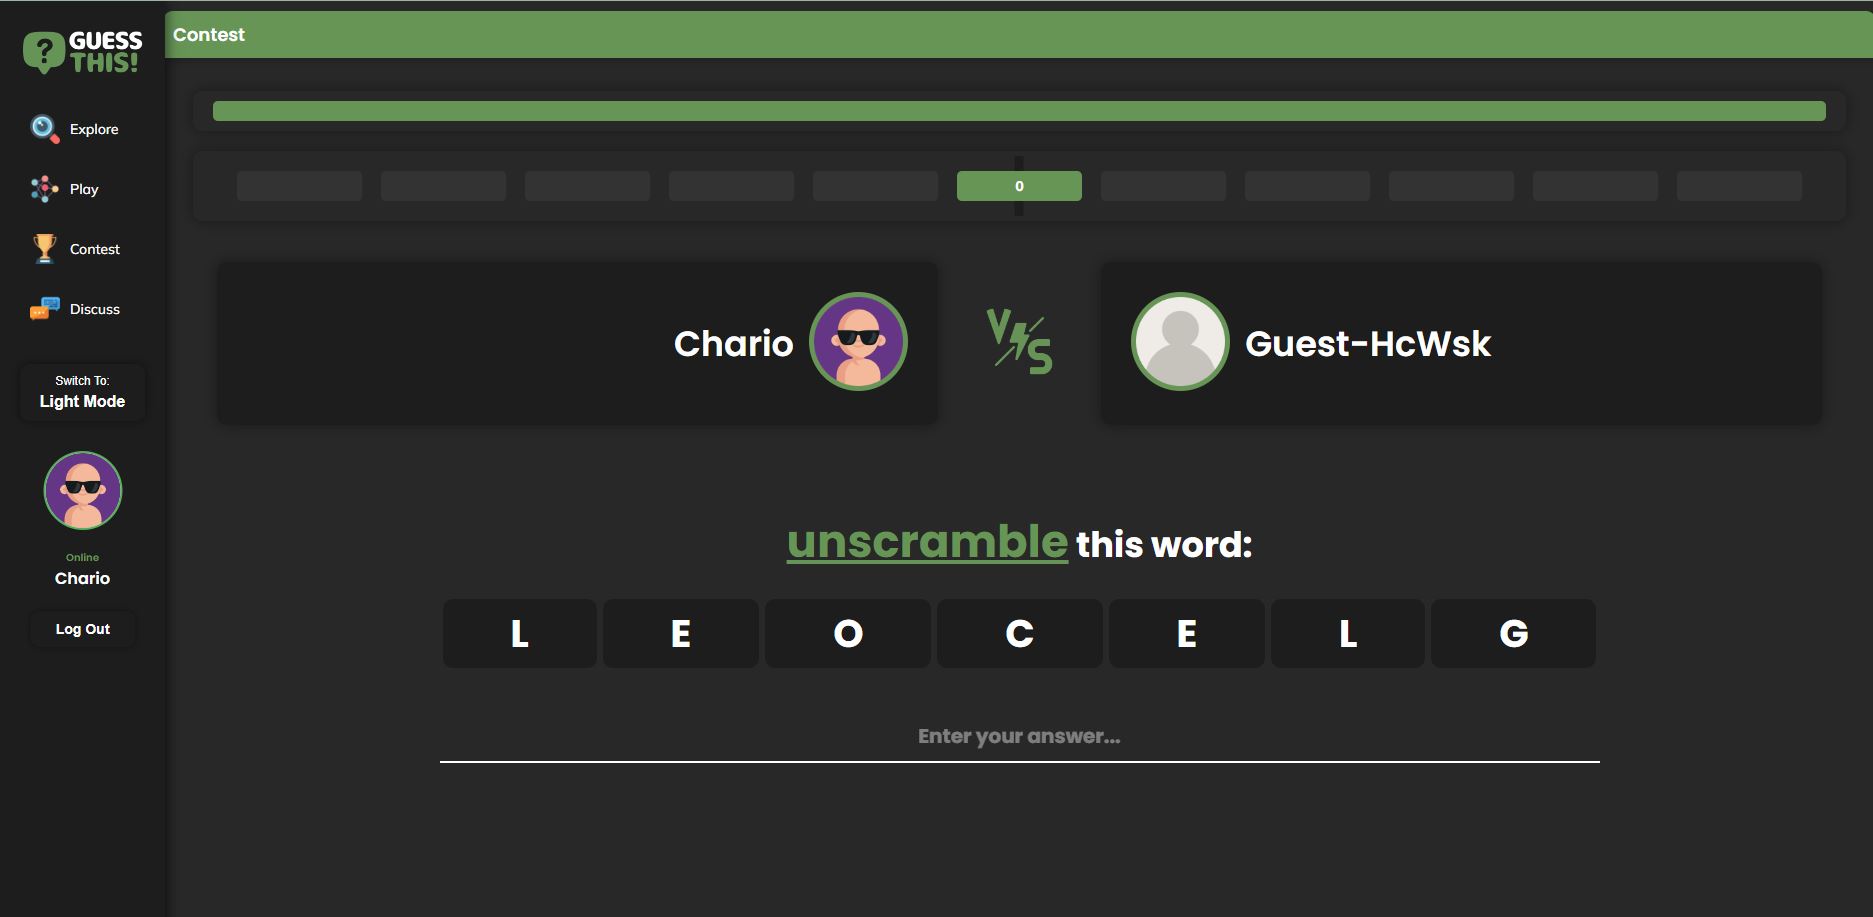 GUESS
THIS!
Contest
Explore
Play
Contest
Discuss
Switch To:
Light Mode
Online
Chario
Log Out
0
Chario
VS
Guest-HcWsk
unscramble this word:
L E O C E L G
Enter your answer...